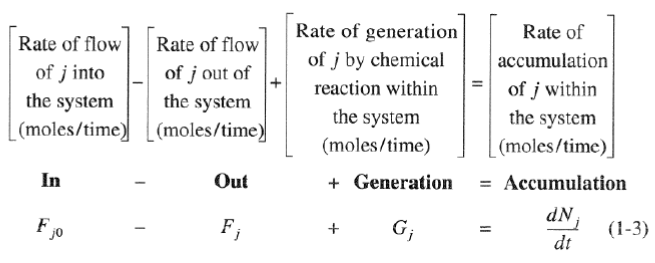 [Rate of flow of j into the system (moles/time)] − [Rate of flow of j out of the system (moles/time)] + [Rate of generation of j by chemical reaction within the system (moles/time)] = [Rate of accumulation of j within the system (moles/time)]
In − Out + Generation = Accumulation
F_{j0} − F_j + G_j = dN_j/dt (1-3)